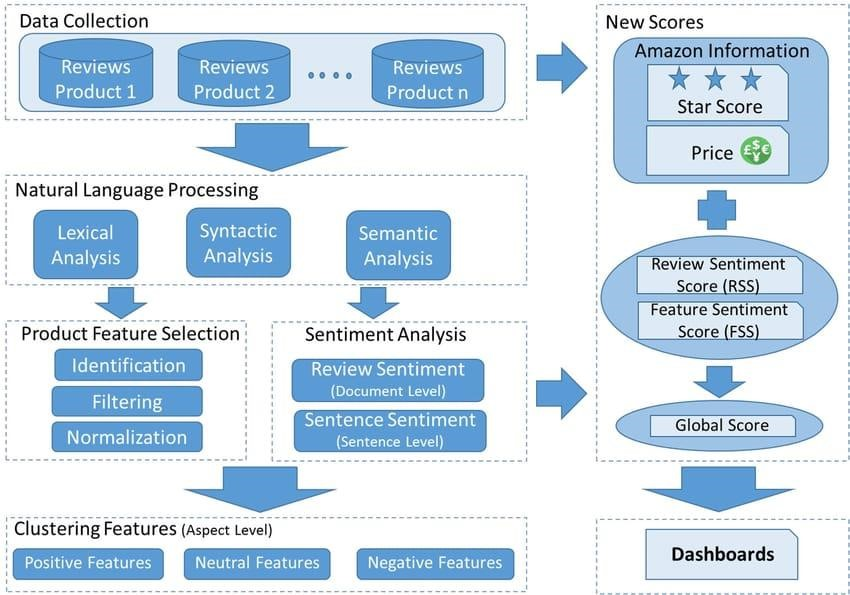 Data Collection
Reviews
Product 1
Reviews
Product 2
Reviews
Product n
Natural Language Processing
Lexical
Analysis
Syntactic
Analysis
Semantic
Analysis
Product Feature Selection
Identification
Filtering
Normalization
Sentiment Analysis
Review Sentiment
(Document Level)
Sentence Sentiment
(Sentence Level)
Clustering Features (Aspect Level)
Positive Features
Neutral Features
Negative Features
New Scores
Amazon Information
Star Score
Price £$€¥
Review Sentiment
Score (RSS)
Feature Sentiment
Score (FSS)
Global Score
Dashboards